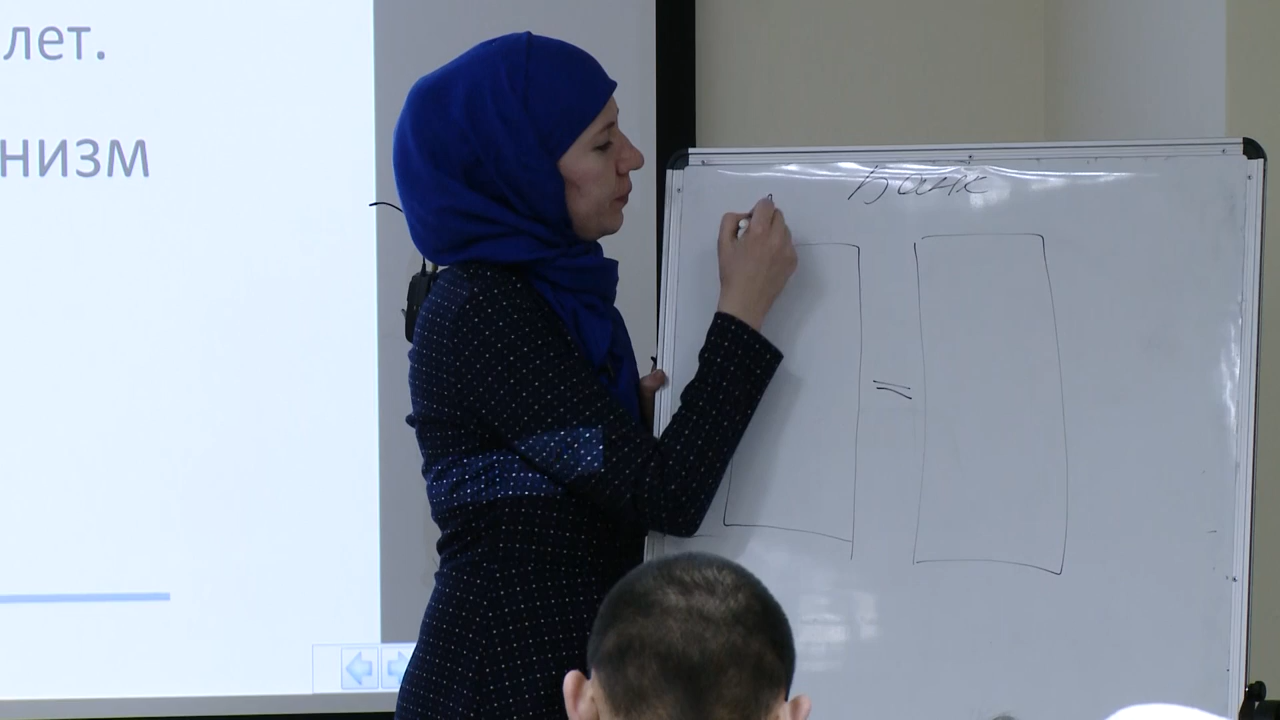 лет.
низм
Банк
=